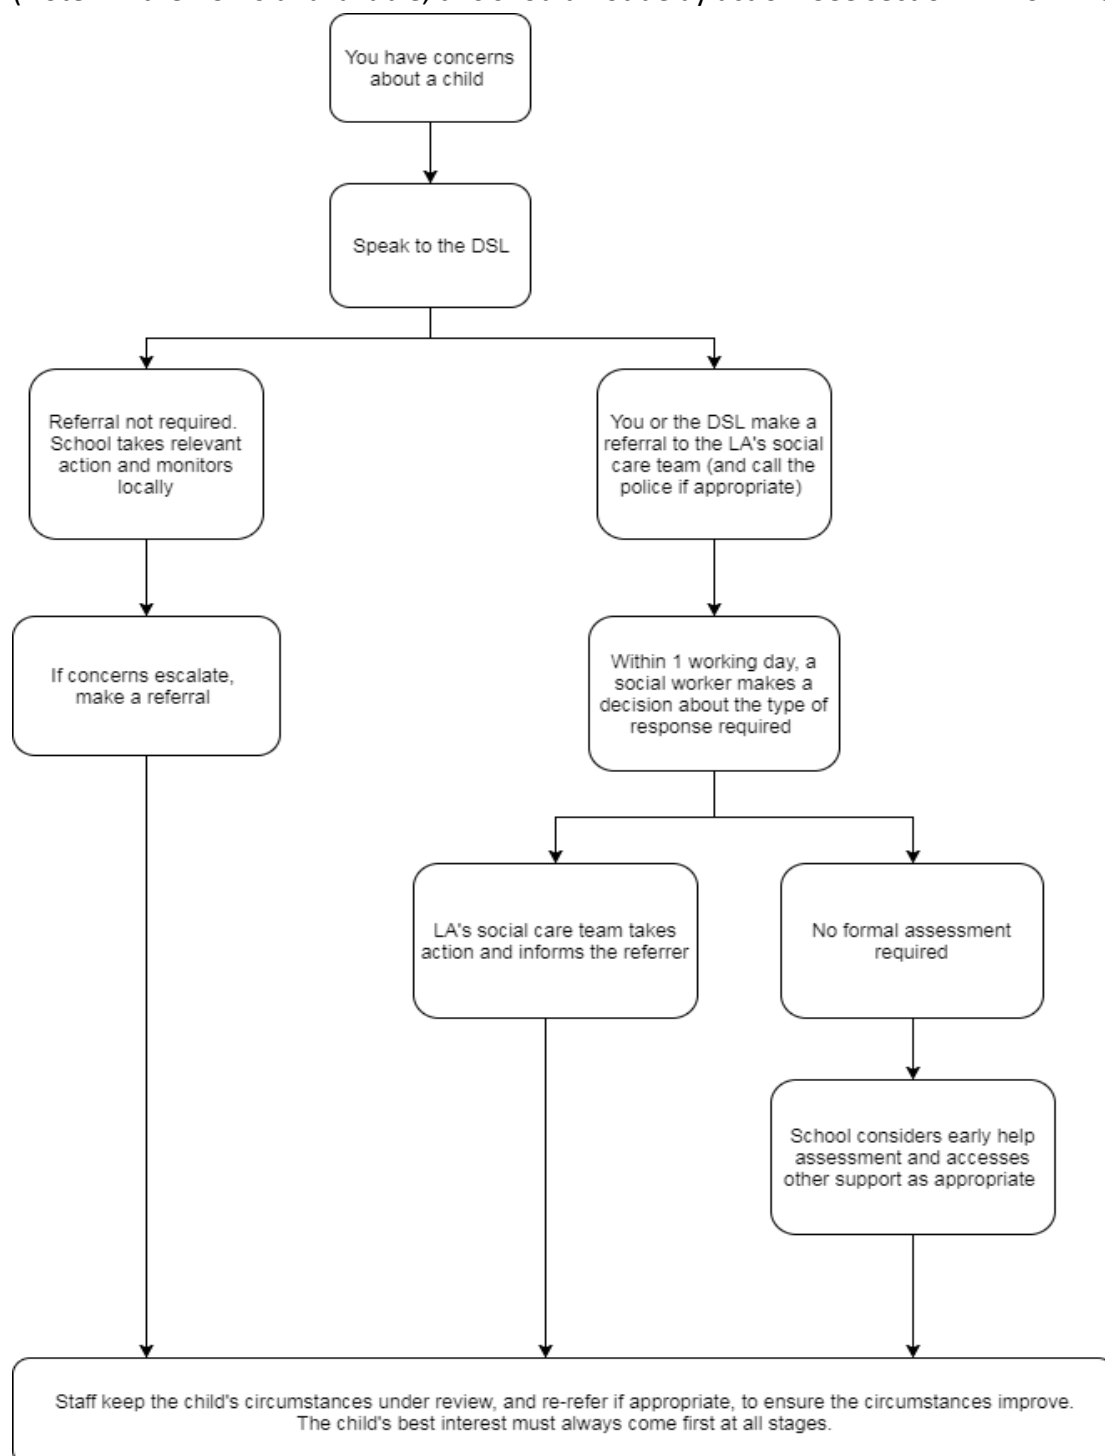 You have concerns
about a child
Speak to the DSL
Referral not required.
School takes relevant
action and monitors
locally
You or the DSL make a
referral to the LA's social
care team (and call the
police if appropriate)
If concerns escalate,
make a referral
Within 1 working day, a
social worker makes a
decision about the type of
response required
LA's social care team takes
action and informs the referrer
No formal assessment
required
School considers early help
assessment and accesses
other support as appropriate
Staff keep the child's circumstances under review, and re-refer if appropriate, to ensure the circumstances improve.
The child's best interest must always come first at all stages.